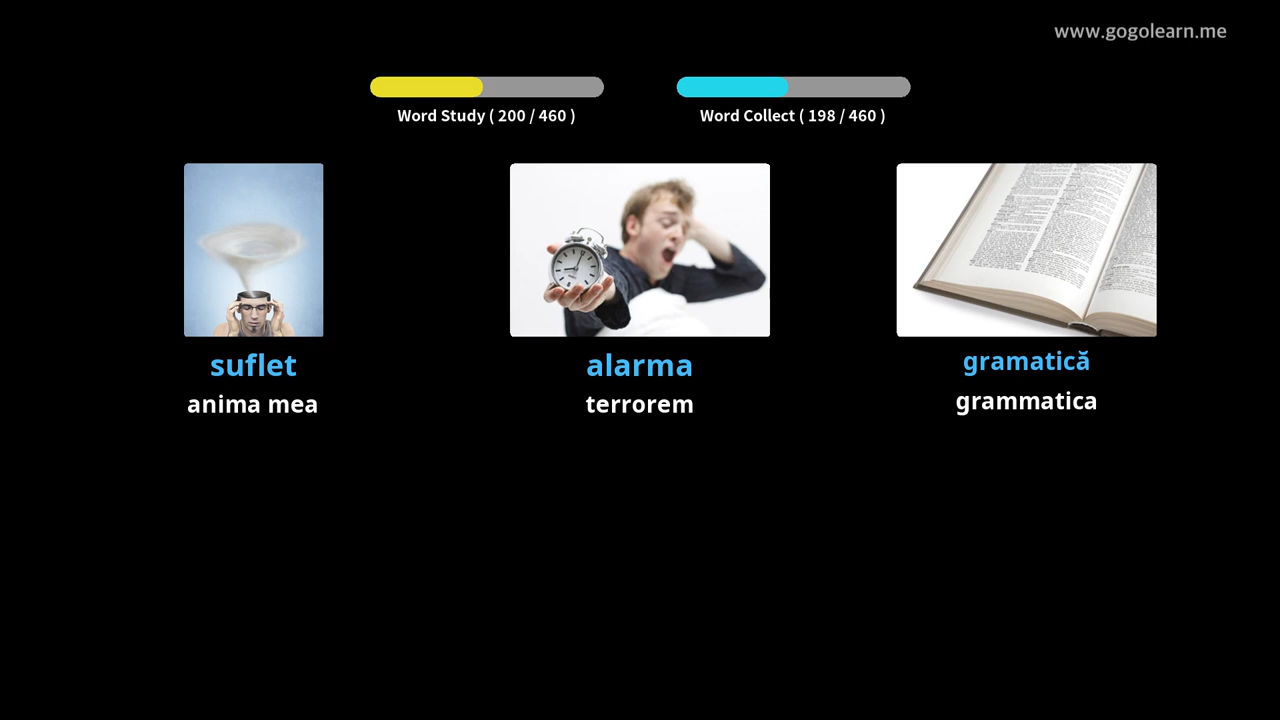 www.gogolearn.me
Word Study ( 200 / 460 )
Word Collect ( 198 / 460 )
suflet
anima mea
alarma
terrorem
gramatică
grammatica